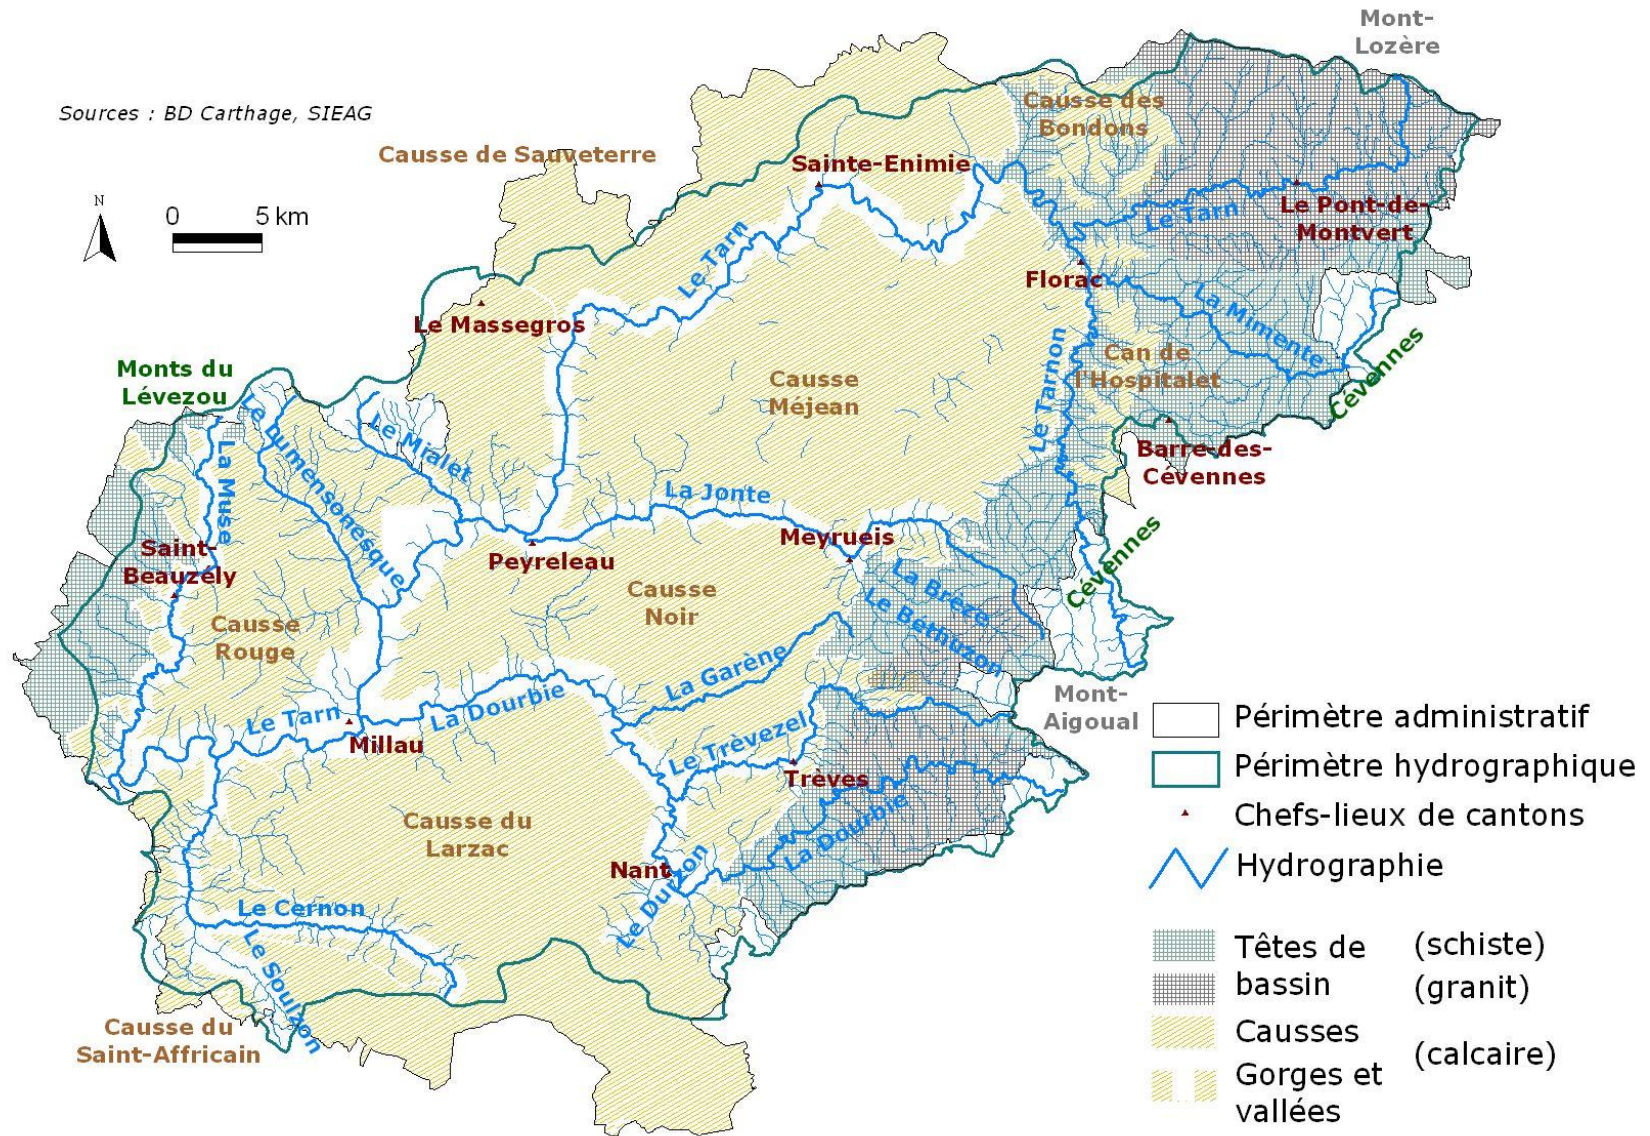 Mont-
Lozère
Sources : BD Carthage, SIEAG
Causse des
Bondons
Causse de Sauveterre
Sainte-Enimie
N
0 5 km
Le Tarn
Le Pont-de-
Montvert
Le Tarn
Florac
La Mimente
Le Massegros
Monts du
Lévezou
Can de
l'Hospitalet
Causse
Méjean
Le Tarnon
Cévennes
Le Lumensonesque
Le Mialet
La Muse
Barre-des-
Cévennes
La Jonte
Meyrueis
Peyreleau
Saint-
Beauzély
Cévennes
La Brèze
Le Bethuzon
Causse
Noir
Causse
Rouge
La Garène
Mont-
Aigoual
Le Tarn
La Dourbie
Millau
Le Trèvezel
Trèves
La Dourbie
Causse du
Larzac
Nant
Le Durzon
Le Cernon
Le Soulzon
Causse du
Saint-Affricain
Périmètre administratif
Périmètre hydrographique
Chefs-lieux de cantons
Hydrographie
Têtes de (schiste)
bassin (granit)
Causses
(calcaire)
Gorges et
vallées